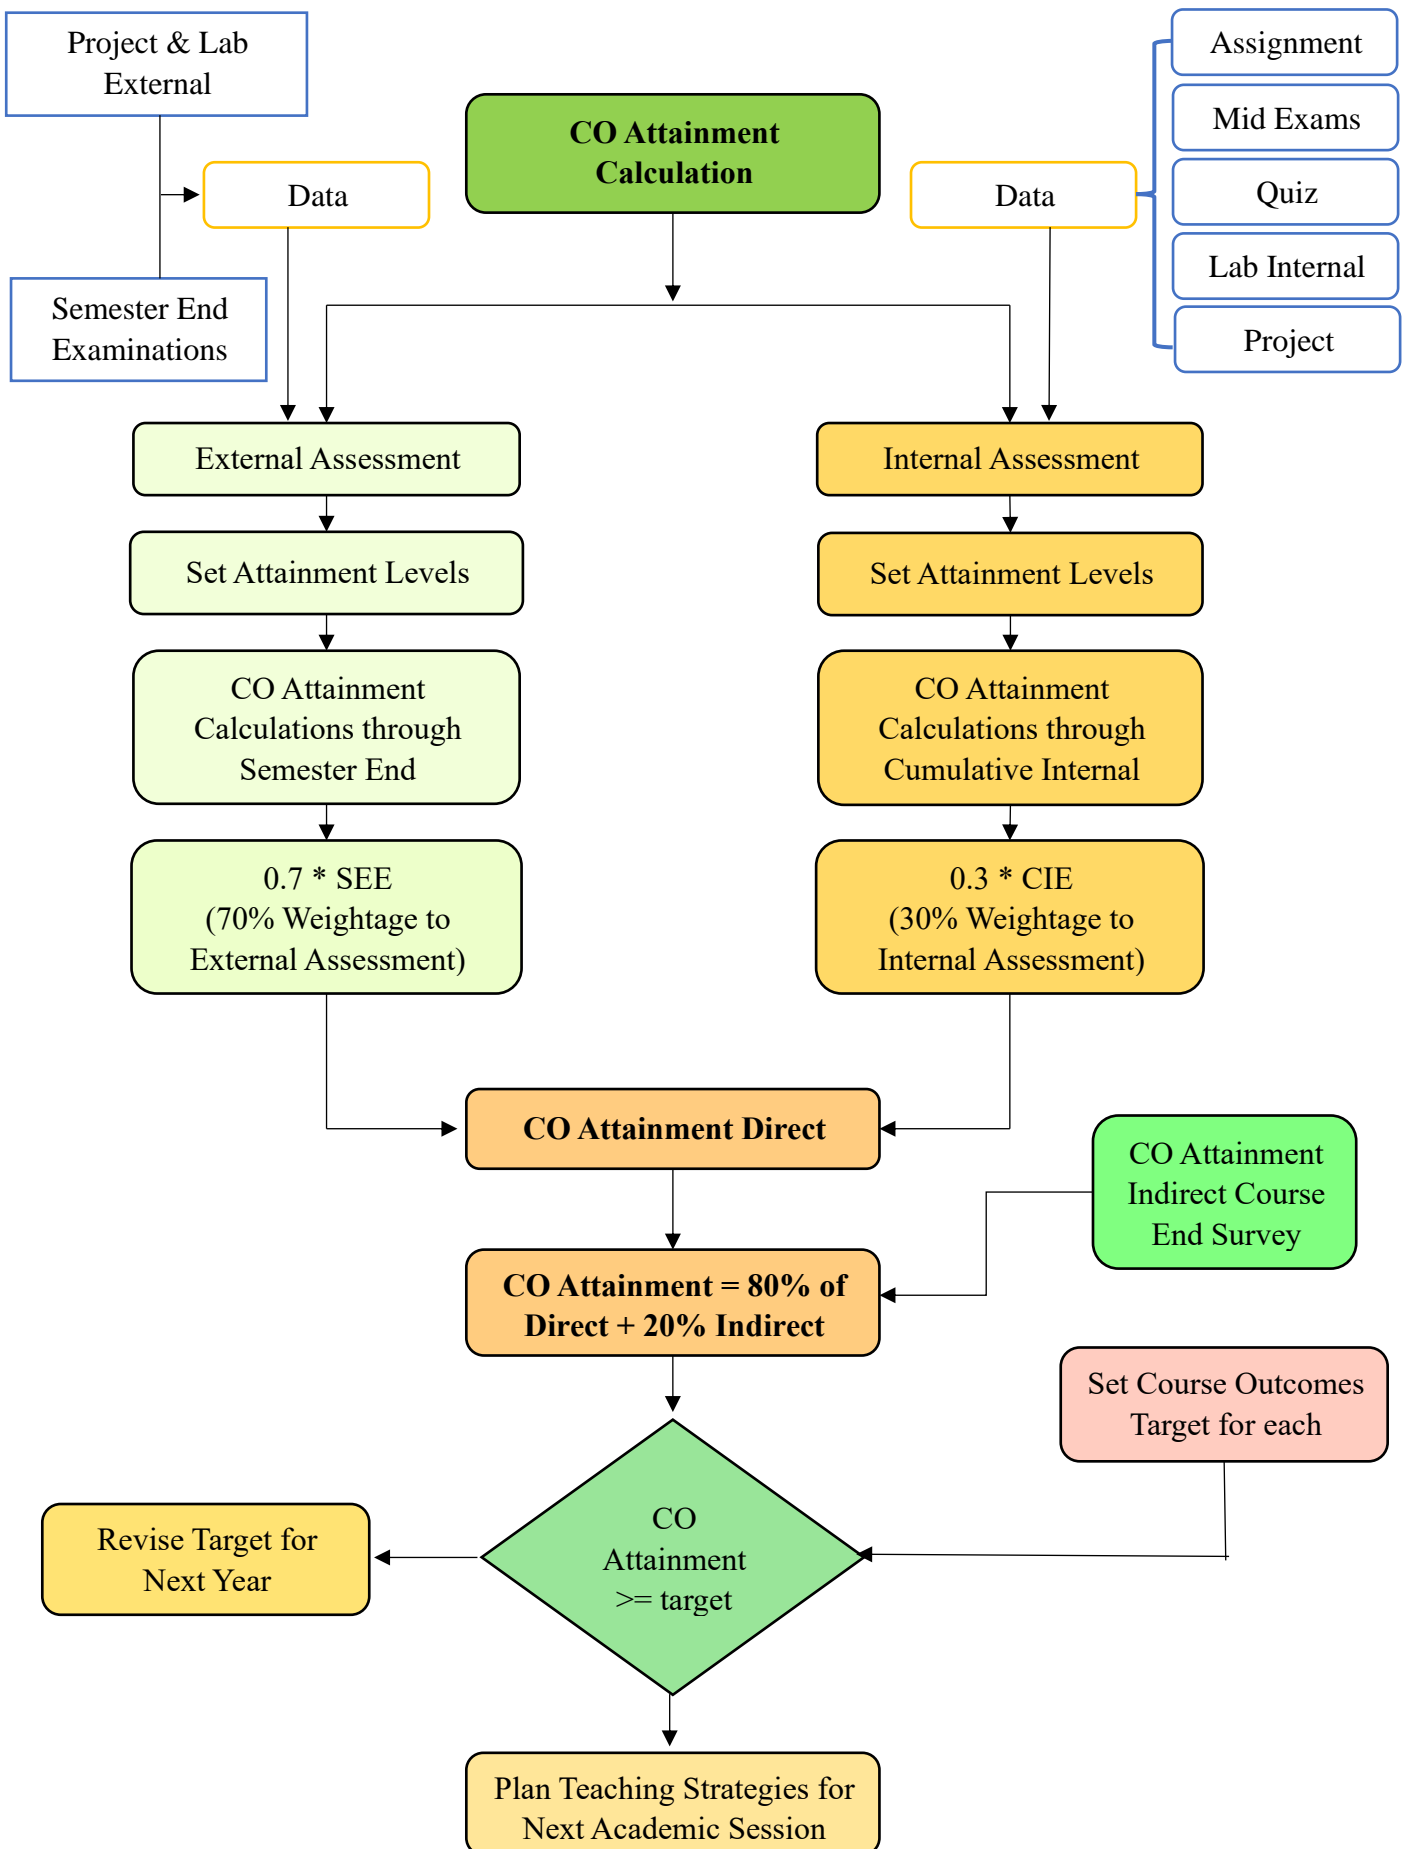 Project & Lab
External
Assignment
CO Attainment
Calculation
Mid Exams
Data
Data
Quiz
Lab Internal
Semester End
Examinations
Project
External Assessment
Internal Assessment
Set Attainment Levels
Set Attainment Levels
CO Attainment
Calculations through
Semester End
CO Attainment
Calculations through
Cumulative Internal
0.7 * SEE
(70% Weightage to
External Assessment)
0.3 * CIE
(30% Weightage to
Internal Assessment)
CO Attainment Direct
CO Attainment
Indirect Course
End Survey
CO Attainment = 80% of
Direct + 20% Indirect
Set Course Outcomes
Target for each
CO
Attainment
>= target
Revise Target for
Next Year
Plan Teaching Strategies for
Next Academic Session